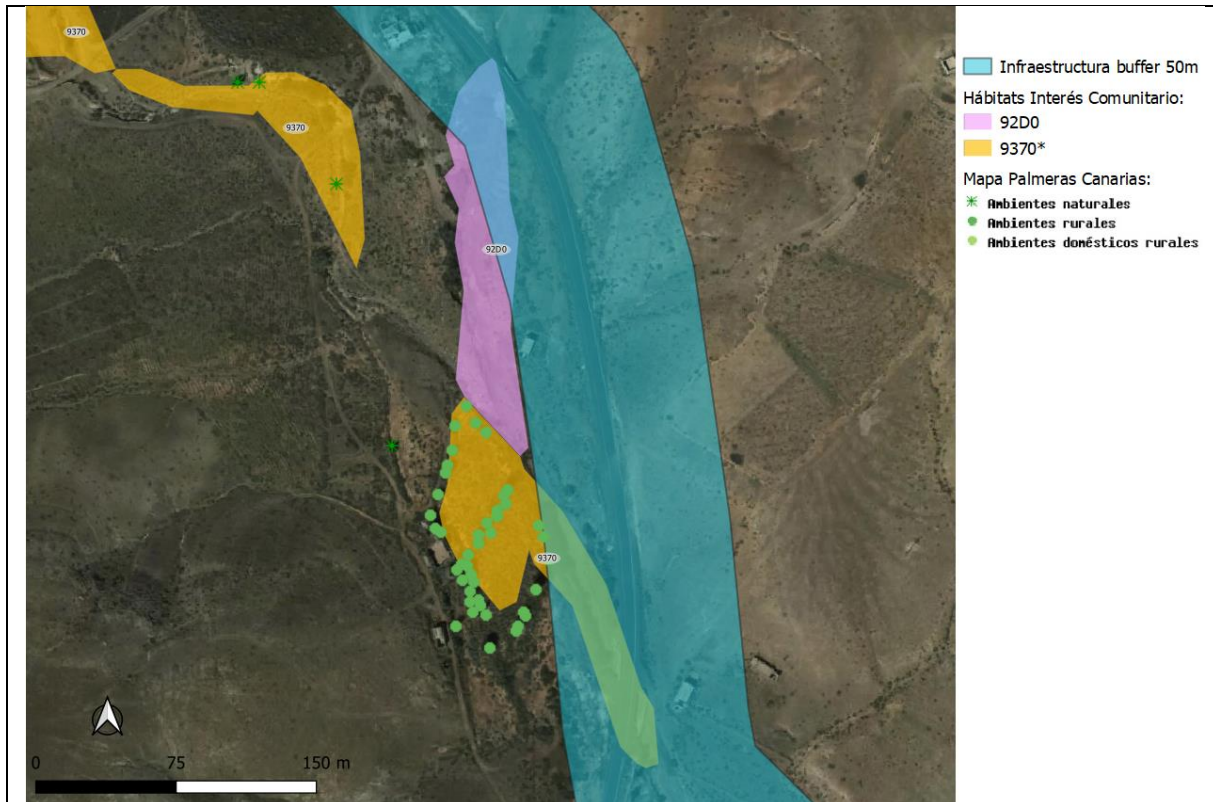 9370
9370
92D0
9370
0 75 150 m
Infraestructura buffer 50m
Hábitats Interés Comunitario:
92D0
9370*
Mapa Palmeras Canarias:
Ambientes naturales
Ambientes rurales
Ambientes domésticos rurales